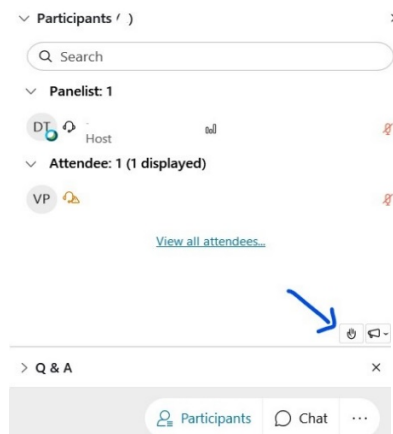 Participants ( )
Search
Panelist: 1
DT
Host
Attendee: 1 (1 displayed)
VP
View all attendees...
Q & A
Participants
Chat